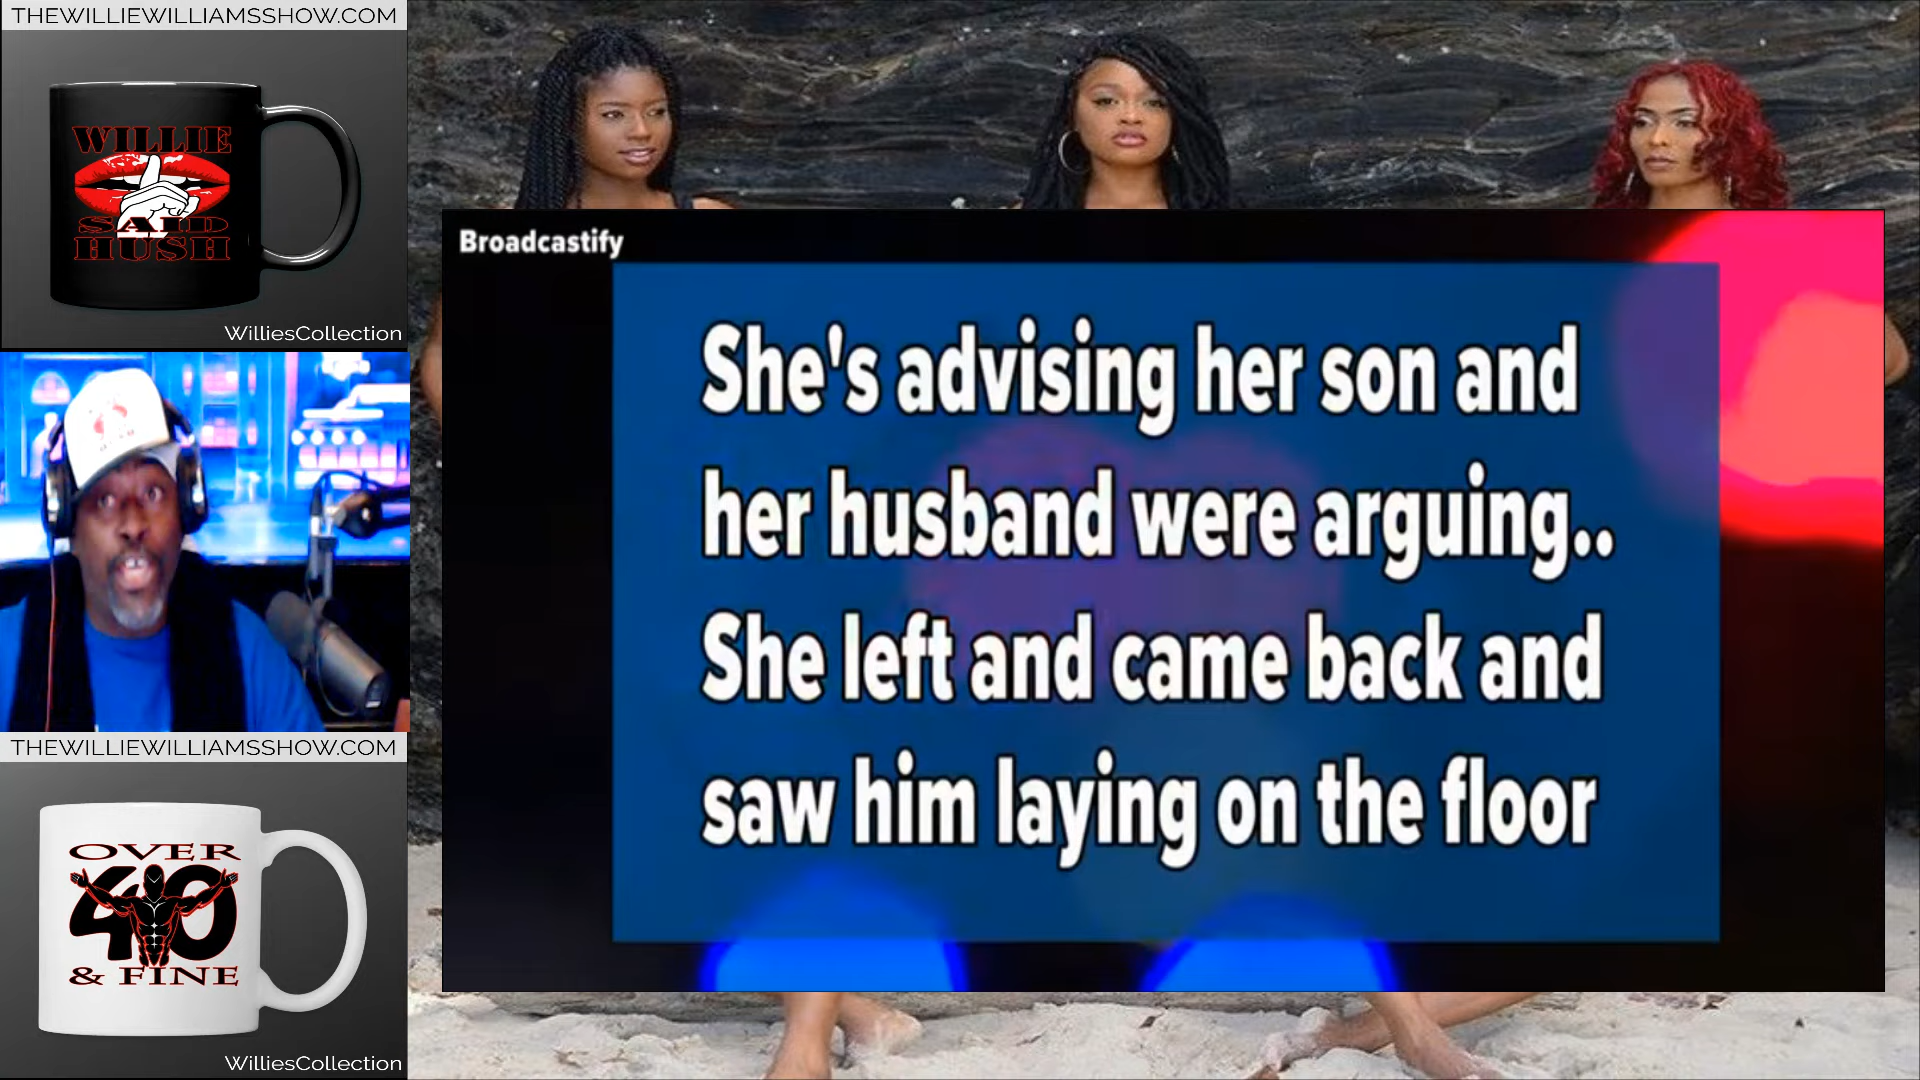 THEWILLIEWILLIAMSSHOW.COM
WILLIE
SAID
HUSH
WilliesCollection
THEWILLIEWILLIAMSSHOW.COM
OVER
40
& FINE
WilliesCollection
Broadcastify
She's advising her son and
her husband were arguing..
She left and came back and
saw him laying on the floor